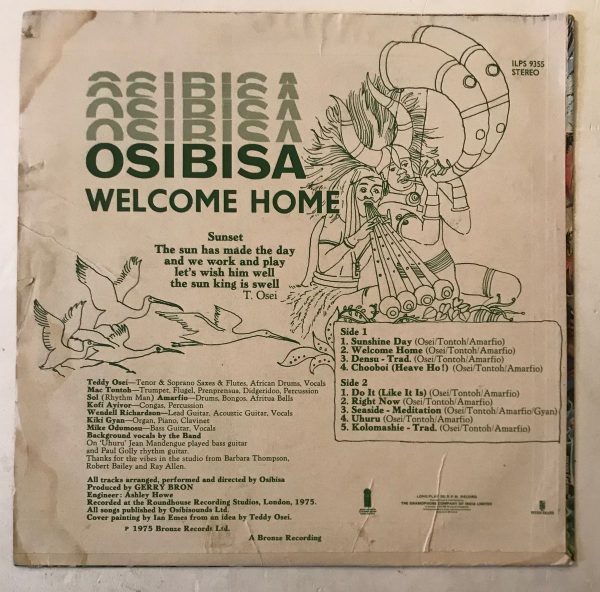 ILPS 9355
STEREO
OSIBISA
OSIBISA
OSIBISA
OSIBISA
WELCOME HOME
Sunset
The sun has made the day
and we work and play
let's wish him well
the sun king is swell
T. Osei
Side 1
1. Sunshine Day (Osei/Tontoh/Amarfio)
2. Welcome Home (Osei/Tontoh/Amarfio)
3. Densu - Trad. (Osei/Tontoh/Amarfio)
4. Chooboi (Heave Ho!) (Osei/Tontoh/Amarfio)
Side 2
1. Do It (Like It Is) (Osei/Tontoh/Amarfio)
2. Right Now (Osei/Tontoh/Amarfio)
3. Seaside - Meditation (Osei/Tontoh/Amarfio/Gyan)
4. Uhuru (Osei/Tontoh/Amarfio)
5. Kolomashie - Trad. (Osei/Tontoh/Amarfio)
Teddy Osei—Tenor & Soprano Saxes & Flutes, African Drums, Vocals
Mac Tontoh—Trumpet, Flugel, Prenprensua, Didgeridoo, Percussion
Sol (Rhythm Man) Amarfio—Drums, Bongos, Afritua Bells
Kofi Ayivor—Congas, Percussion
Wendell Richardson—Lead Guitar, Acoustic Guitar, Vocals
Kiki Gyan—Organ, Piano, Clavinet
Mike Odomosu—Bass Guitar, Vocals
Background vocals by the Band
On 'Uhuru' Jean Mandengue played bass guitar
and Paul Golly rhythm guitar.
Thanks for the vibes in the studio from Barbara Thompson,
Robert Bailey and Ray Allen.
All tracks arranged, performed and directed by Osibisa
Produced by GERRY BRON
Engineer: Ashley Howe
Recorded at the Roundhouse Recording Studios, London, 1975.
All songs published by Osibisounds Ltd.
Cover painting by Ian Emes from an idea by Teddy Osei.
P 1975 Bronze Records Ltd.
A Bronze Recording
LONG PLAY 33⅓ R.P.M. RECORD
THE GRAMOPHONE COMPANY OF INDIA LIMITED